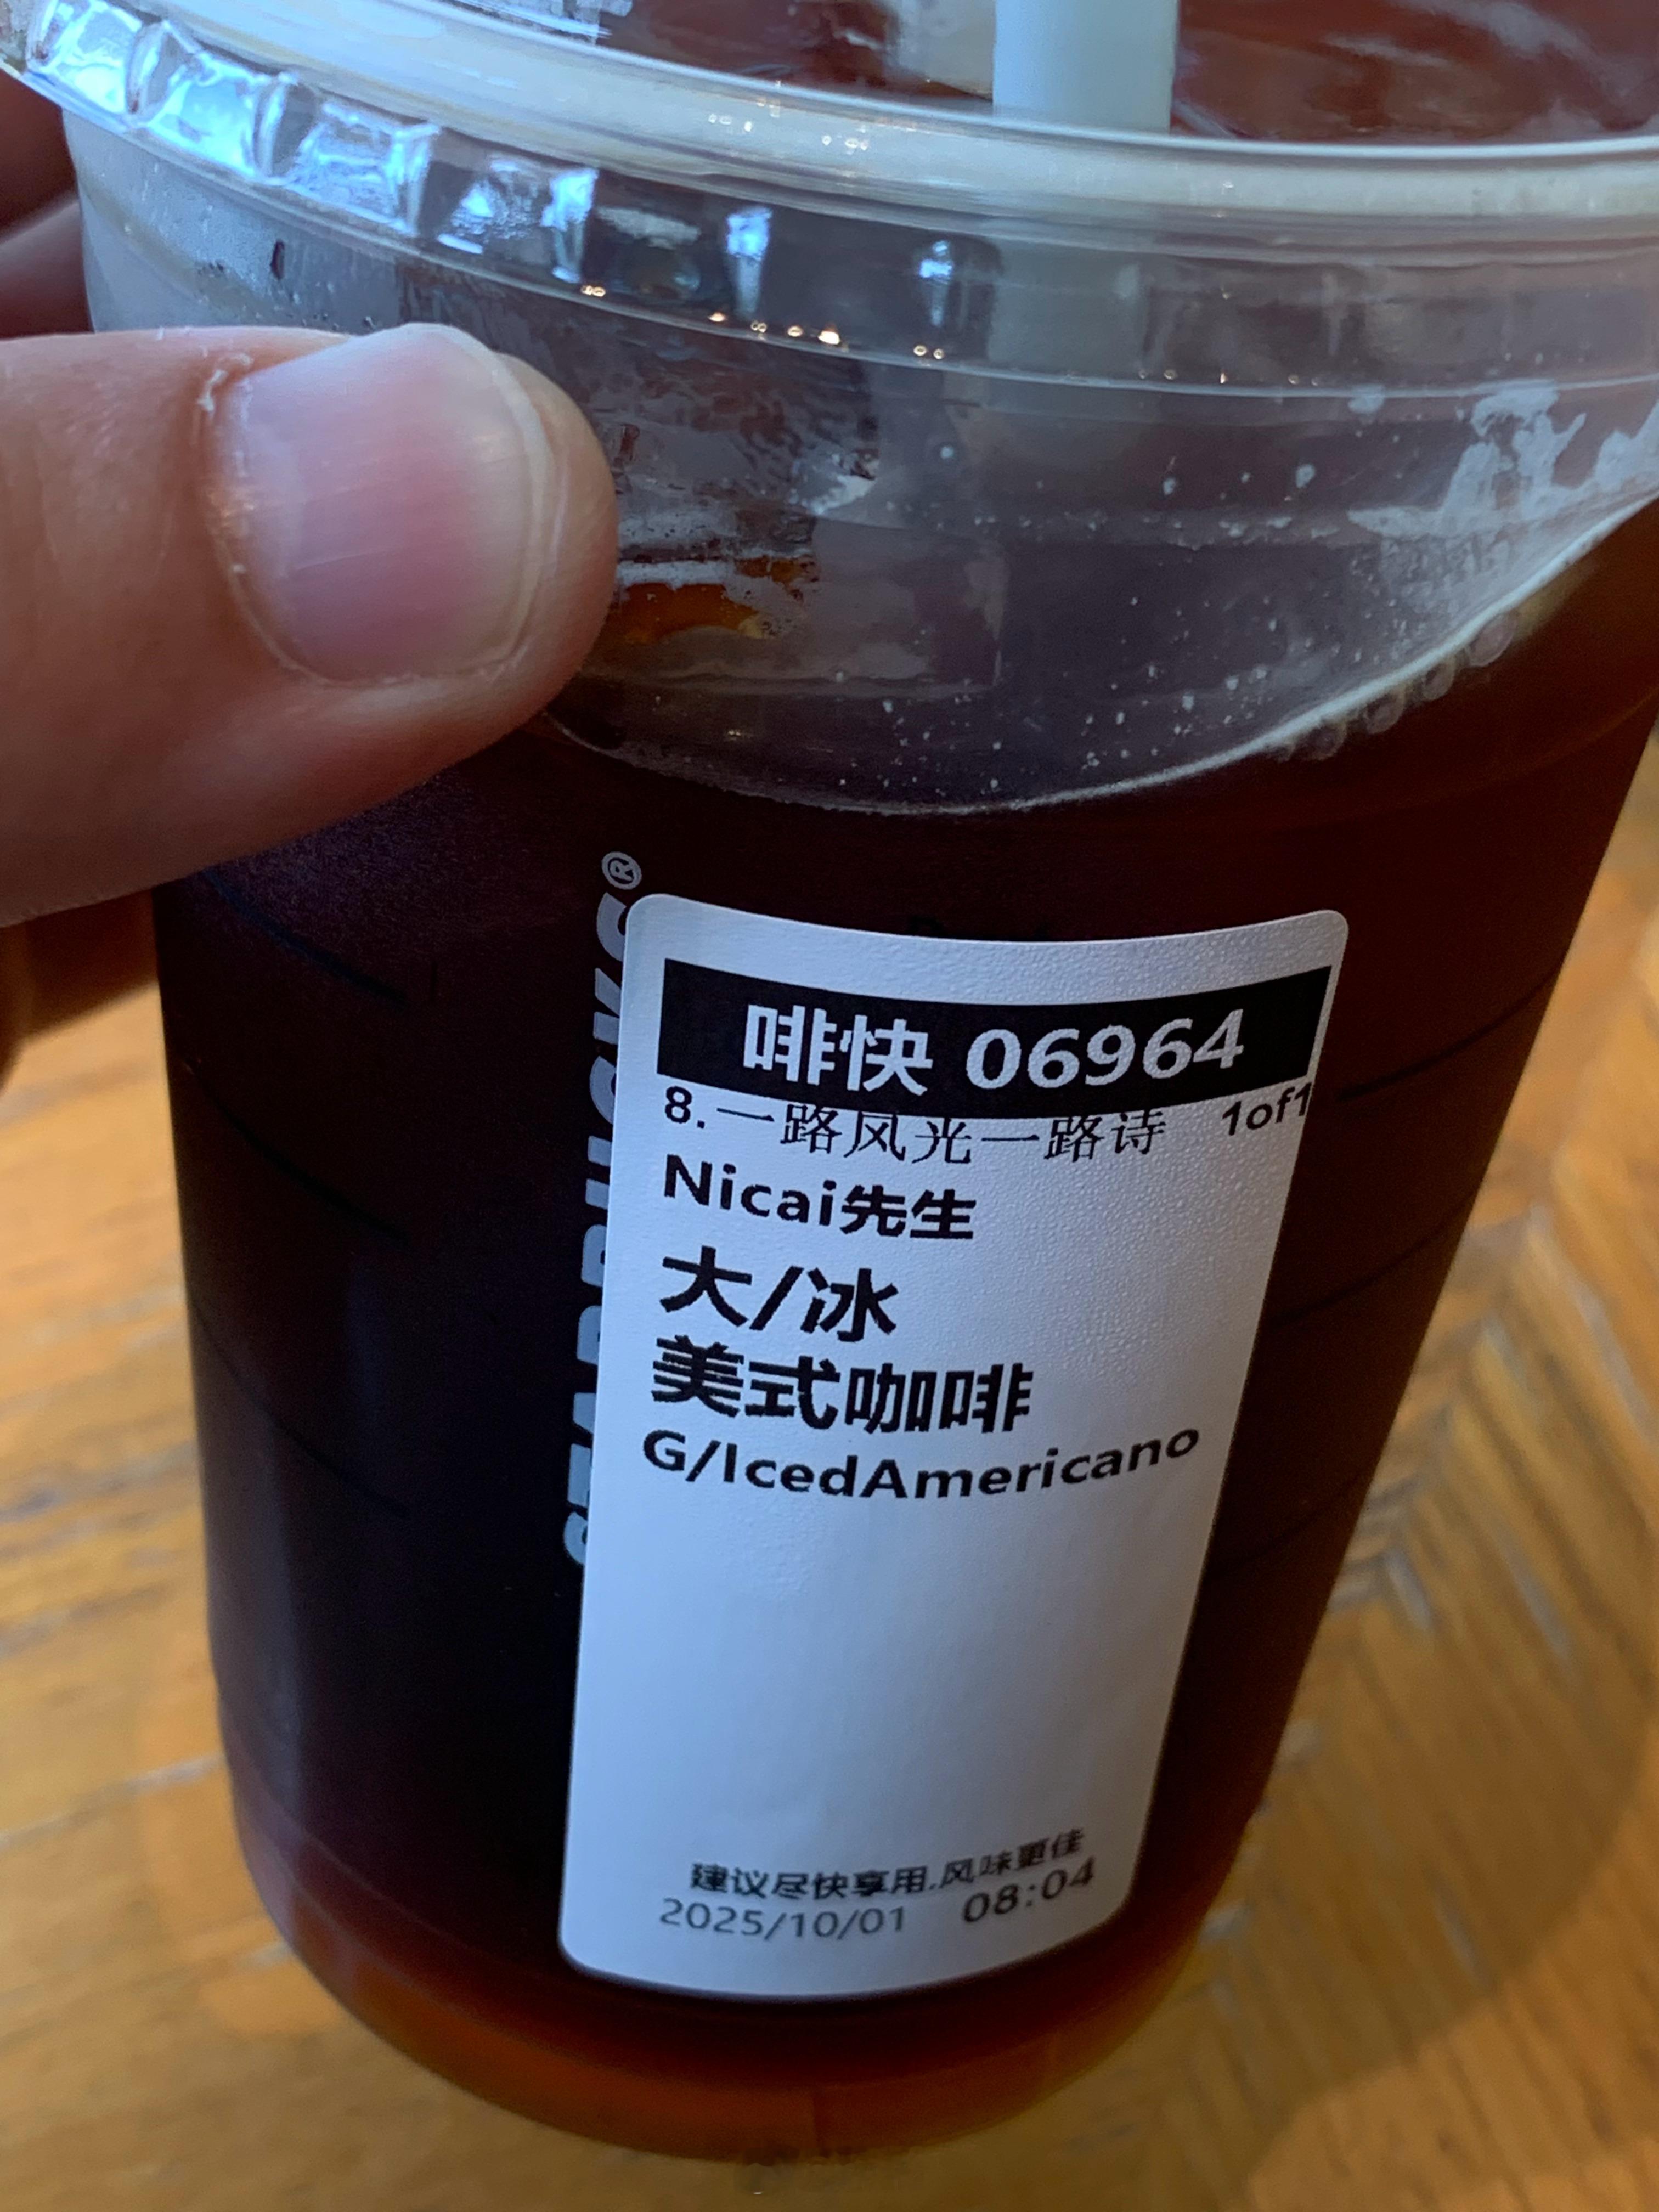 啡快 06964
8.一路风光一路诗 1of1
Nicai先生
大/冰
美式咖啡
G/IcedAmericano
建议尽快享用,风味更佳
2025/10/01 08:04
STARBUCKS®